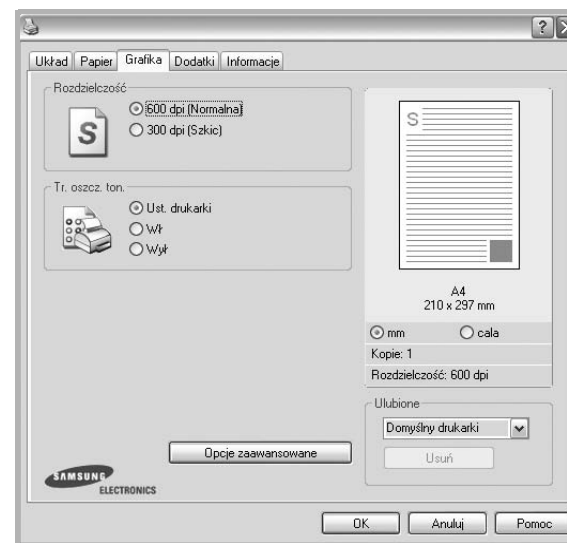 Układ Papier Grafika Dodatki Informacje
Rozdzielczość
600 dpi (Normalna)
300 dpi (Szkic)
S
Tr. oszcz. ton.
Ust. drukarki
Wł
Wył
S
A4
210 x 297 mm
mm cala
Kopie: 1
Rozdzielczość: 600 dpi
Ulubione
Domyślny drukarki
Usuń
Opcje zaawansowane
SAMSUNG
ELECTRONICS
OK Anuluj Pomoc